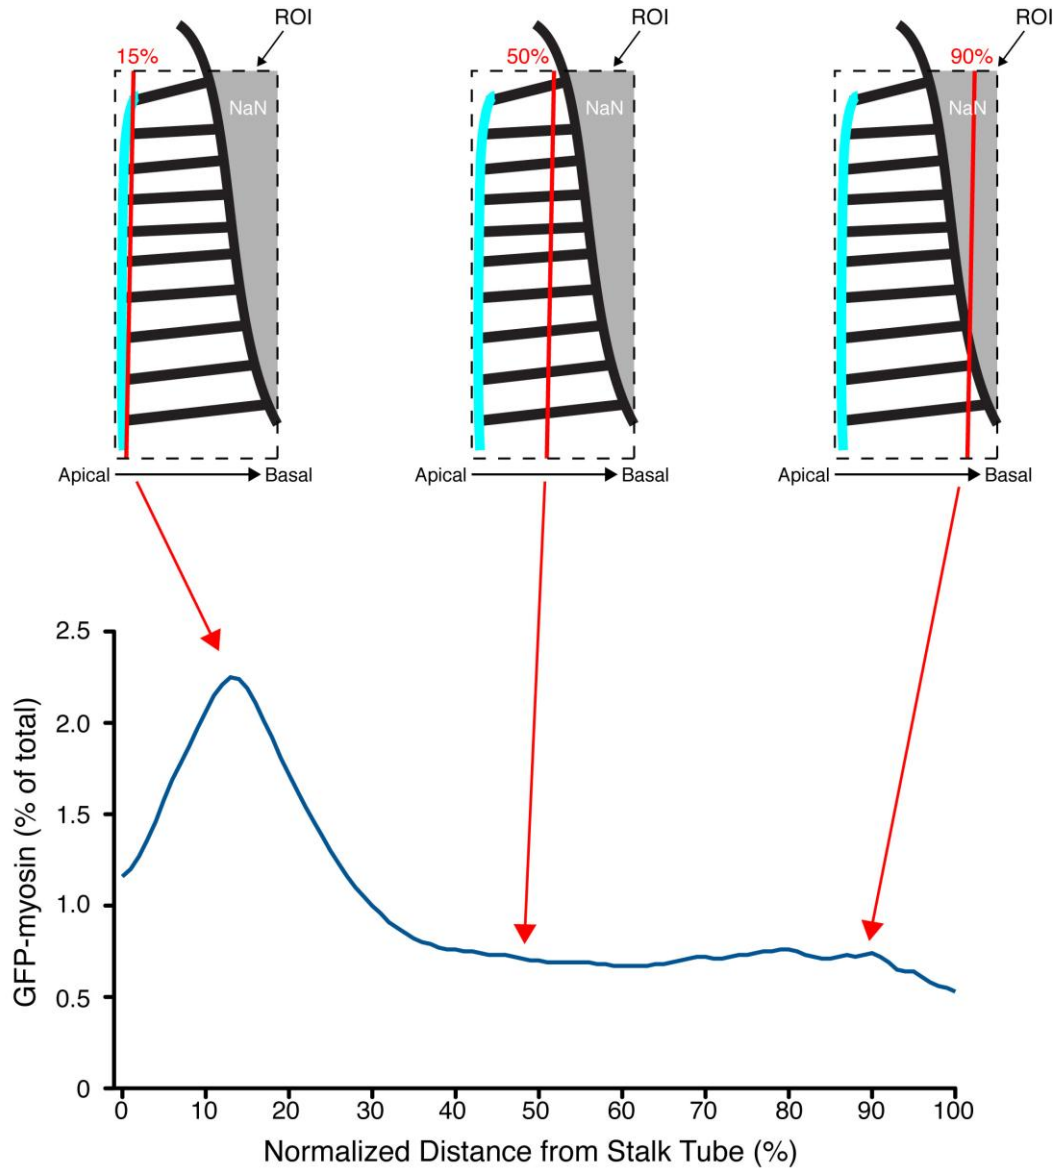 ROI
15%
NaN
Apical
Basal
ROI
50%
NaN
Apical
Basal
ROI
90%
NaN
Apical
Basal
GFP-myosin (% of total)
2.5
2.0
1.5
1.0
0.5
0
0 10 20 30 40 50 60 70 80 90 100
Normalized Distance from Stalk Tube (%)